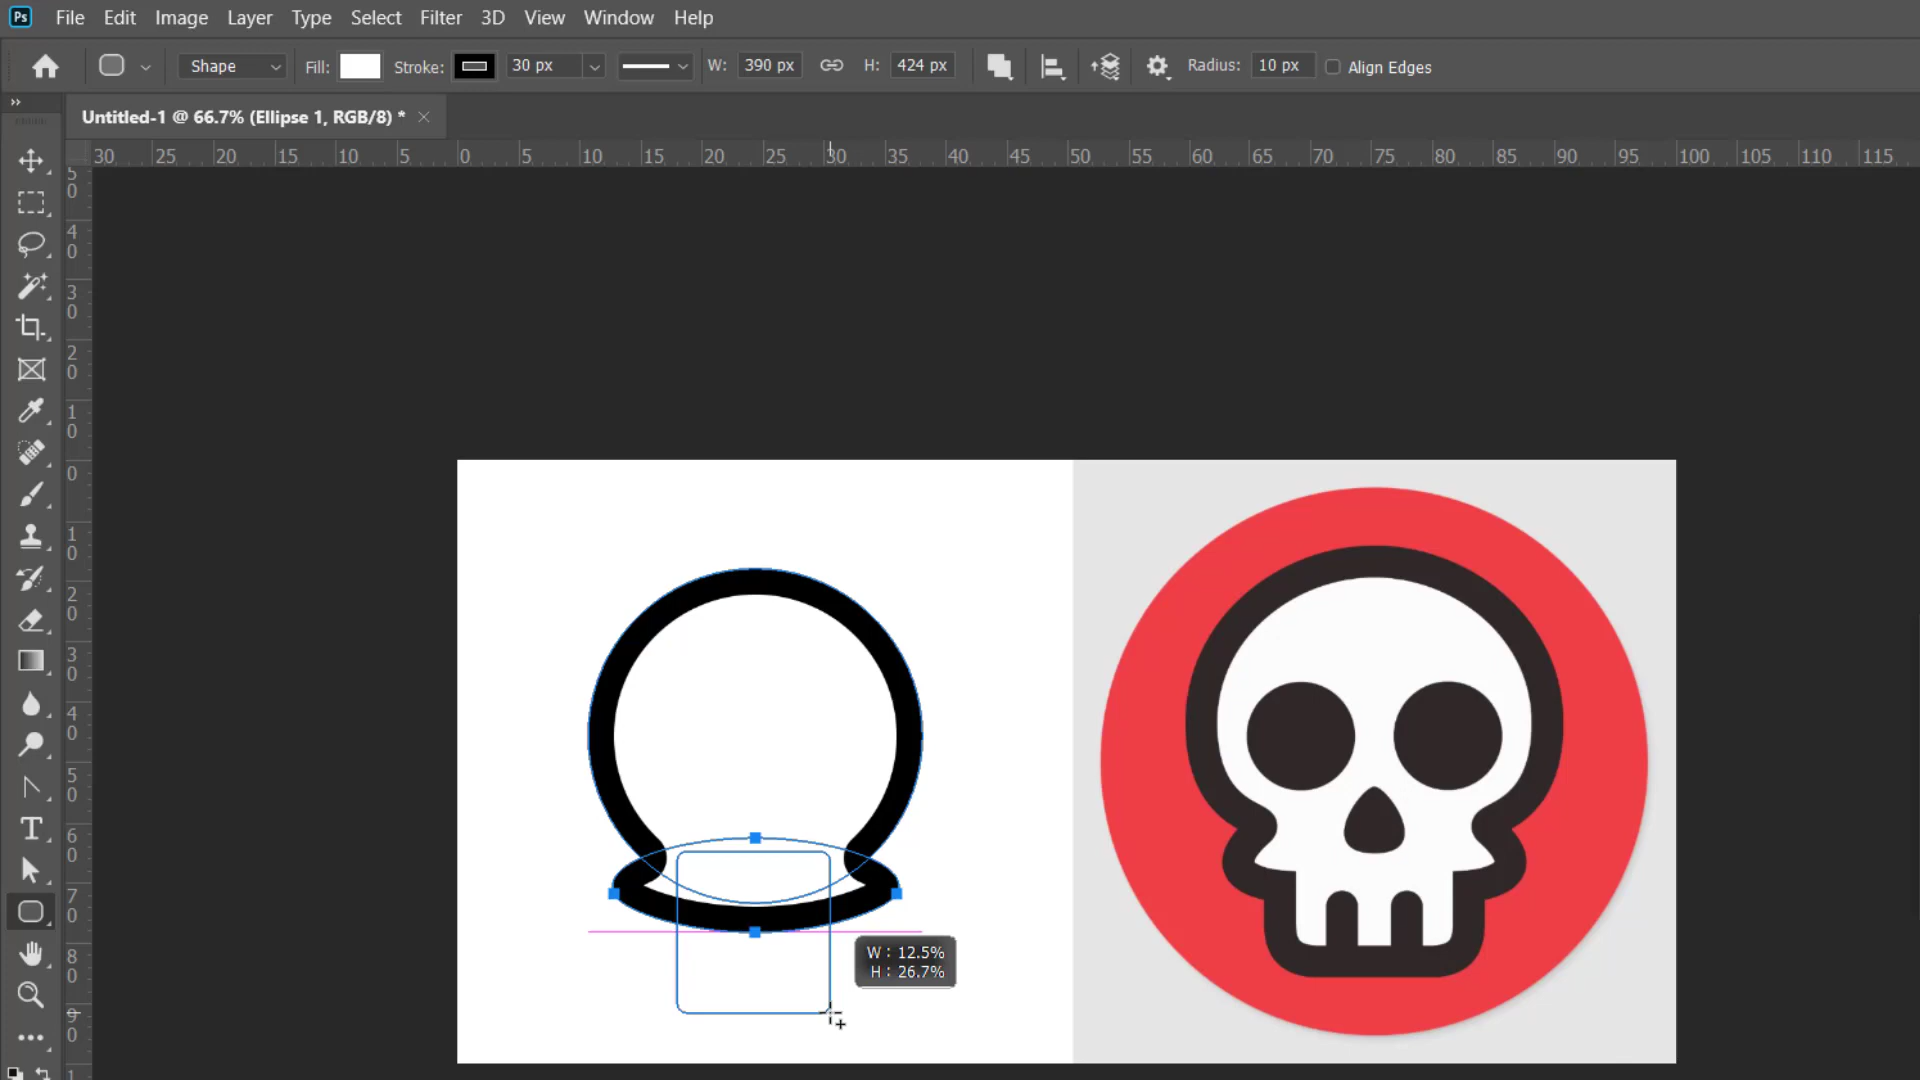 Ps File Edit Image Layer Type Select Filter 3D View Window Help
Shape Fill: Stroke: 30 px W: 390 px H: 424 px Radius: 10 px Align Edges
Untitled-1 @ 66.7% (Ellipse 1, RGB/8) *
30 25 20 15 10 5 0 5 10 15 20 25 30 35 40 45 50 55 60 65 70 75 80 85 90 95 100 105 110 115
50
40
30
20
10
0
10
20
30
40
50
60
70
80
90
1
W : 12.5%
H : 26.7%